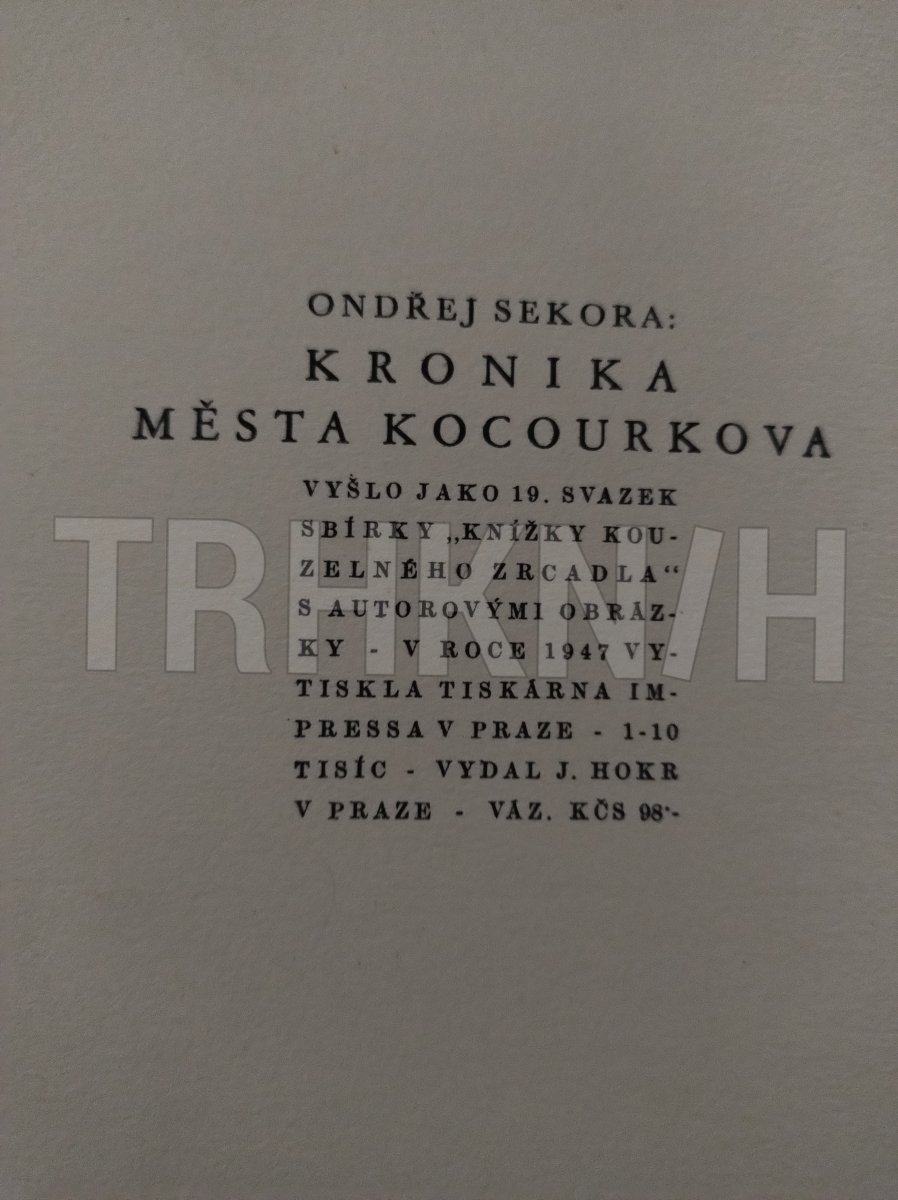 ONDŘEJ SEKORA:
KRONIKA
MĚSTA KOCOURKOVA
VYŠLO JAKO 19. SVAZEK
SBÍRKY „KNÍŽKY KOU-
ZELNÉHO ZRCADLA“
S AUTOROVÝMI OBRÁZ-
KY - V ROCE 1947 VY-
TISKLA TISKÁRNA IM-
PRESSA V PRAZE - 1-10
TISÍC - VYDAL J. HOKR
V PRAZE - VÁZ. KČS 98·-
TRHKNIH